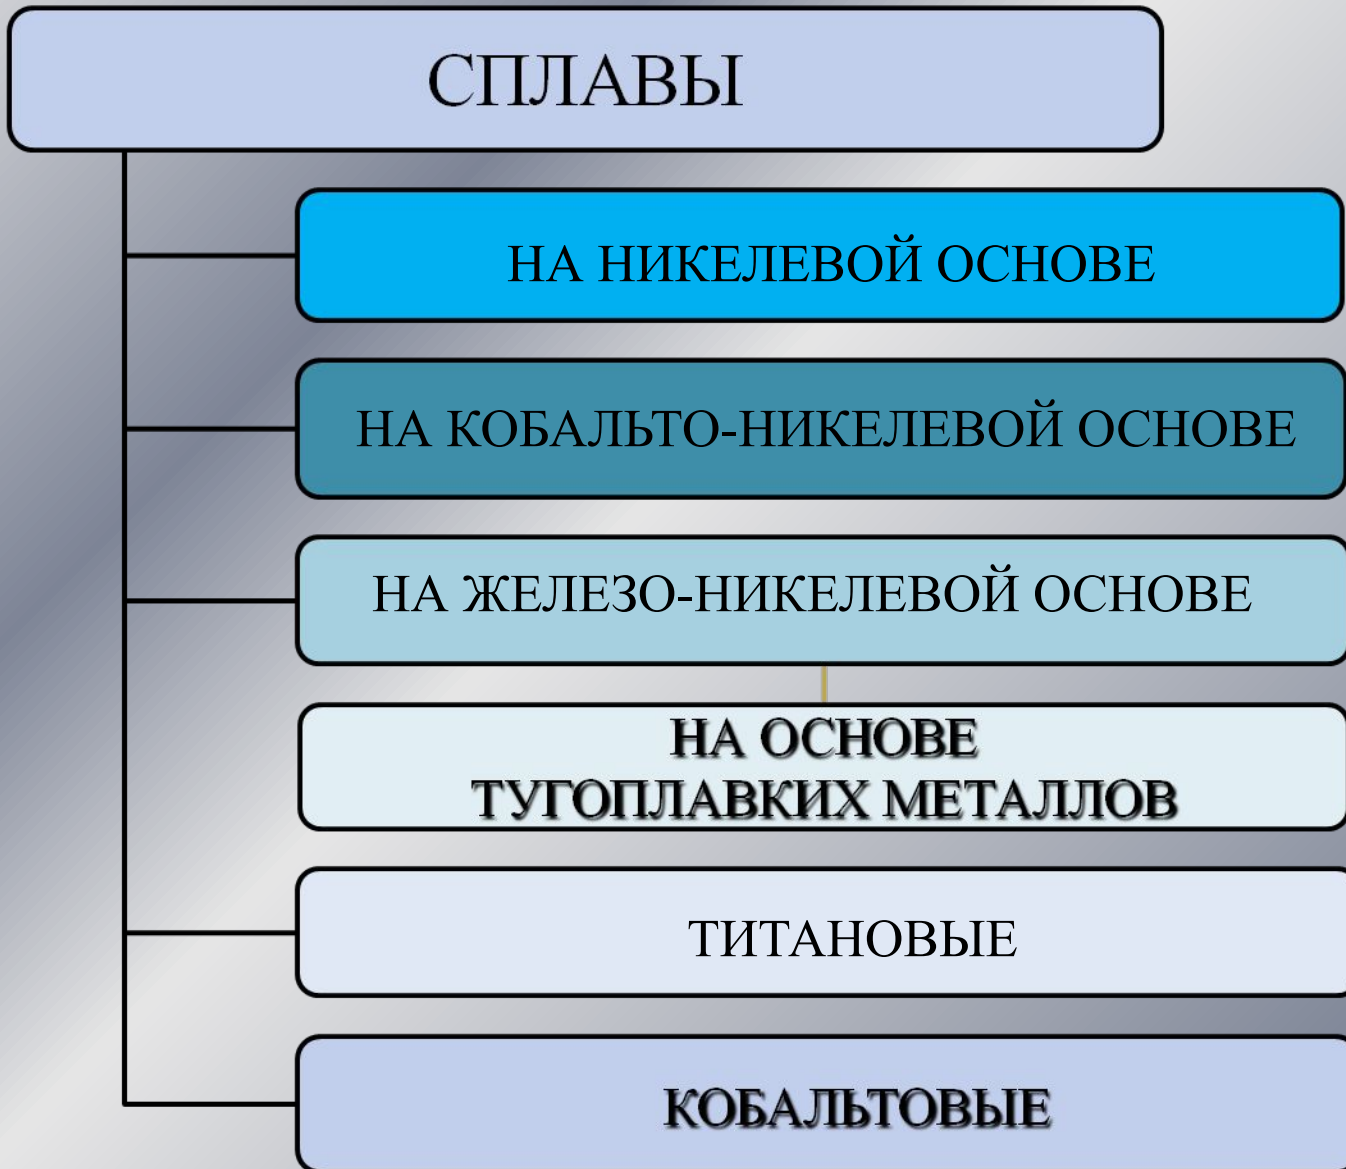 СПЛАВЫ
НА НИКЕЛЕВОЙ ОСНОВЕ
НА КОБАЛЬТО-НИКЕЛЕВОЙ ОСНОВЕ
НА ЖЕЛЕЗО-НИКЕЛЕВОЙ ОСНОВЕ
НА ОСНОВЕ
ТУГОПЛАВКИХ МЕТАЛЛОВ
ТИТАНОВЫЕ
КОБАЛЬТОВЫЕ